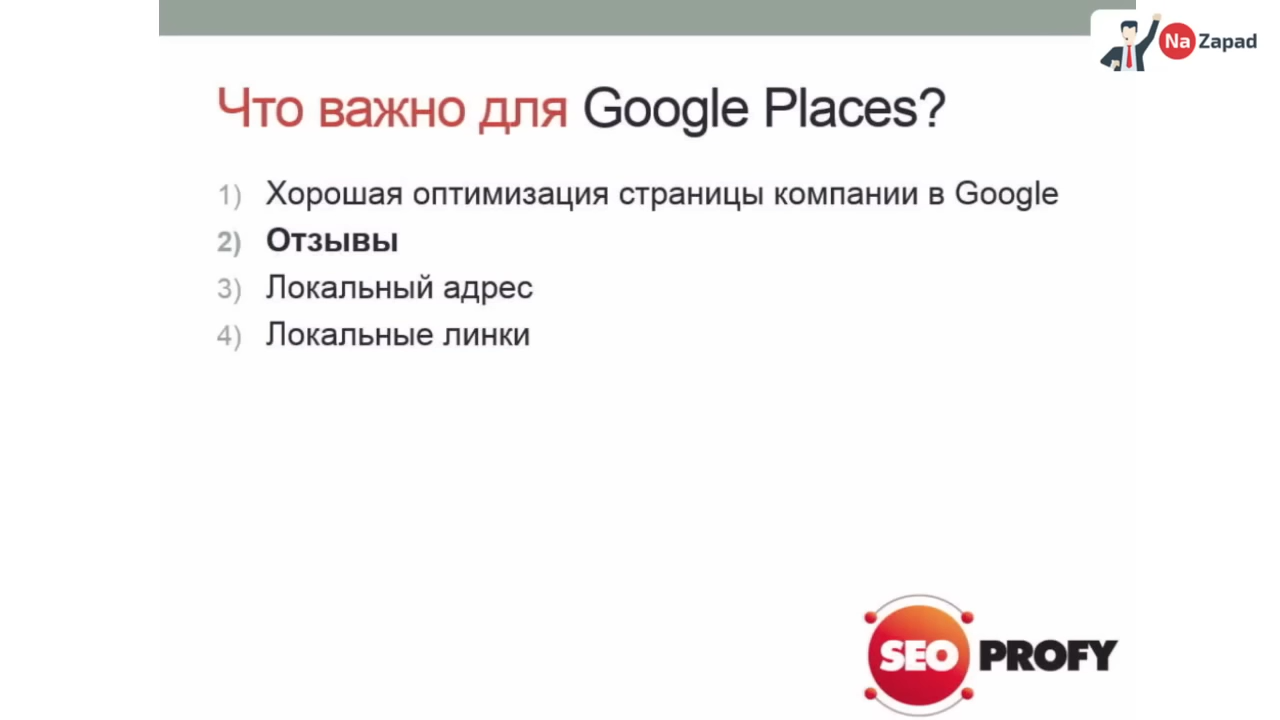 Na Zapad
Что важно для Google Places?
1) Хорошая оптимизация страницы компании в Google
2) Отзывы
3) Локальный адрес
4) Локальные линки
SEO PROFY